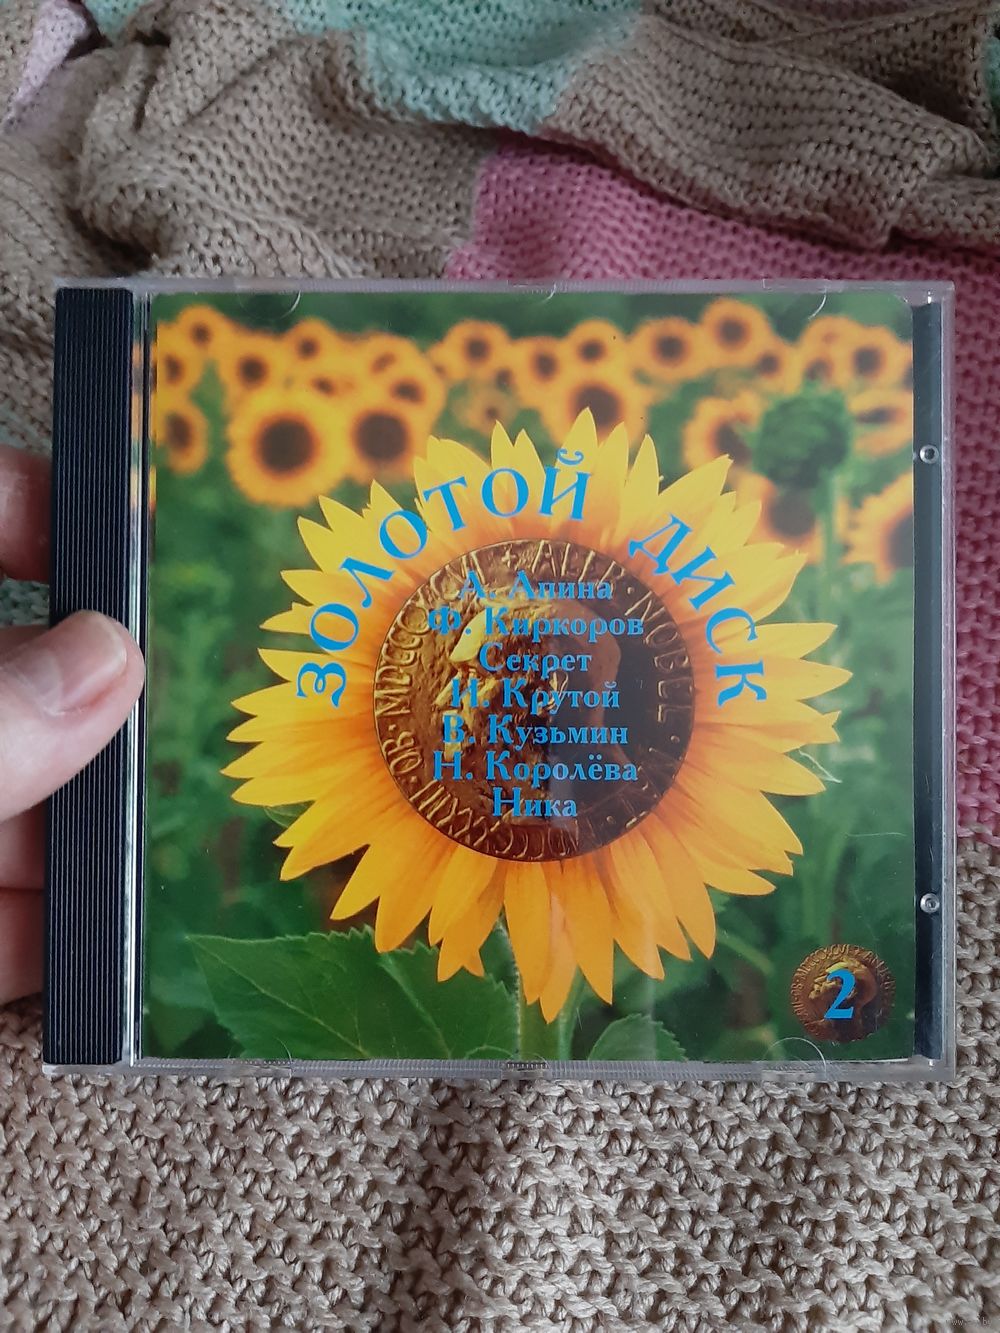 ЗОЛОТОЙ ДИСК
А. Апина
Ф. Киркоров
Секрет
И. Крутой
В. Кузьмин
Н. Королёва
Ника
2